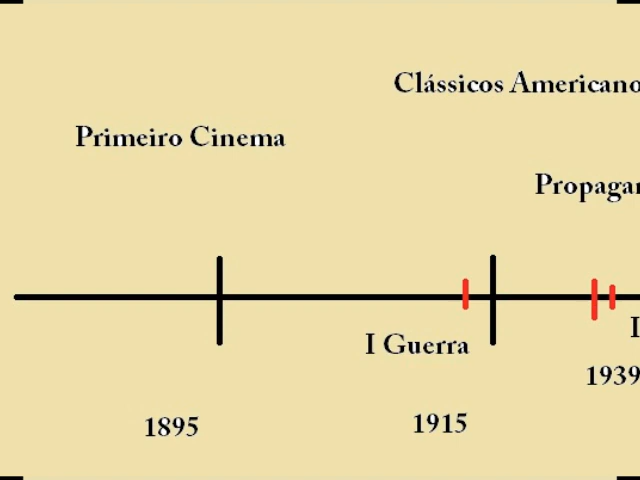 Clássicos Americano
Primeiro Cinema
Propagan
I Guerra
I
1939
1895
1915